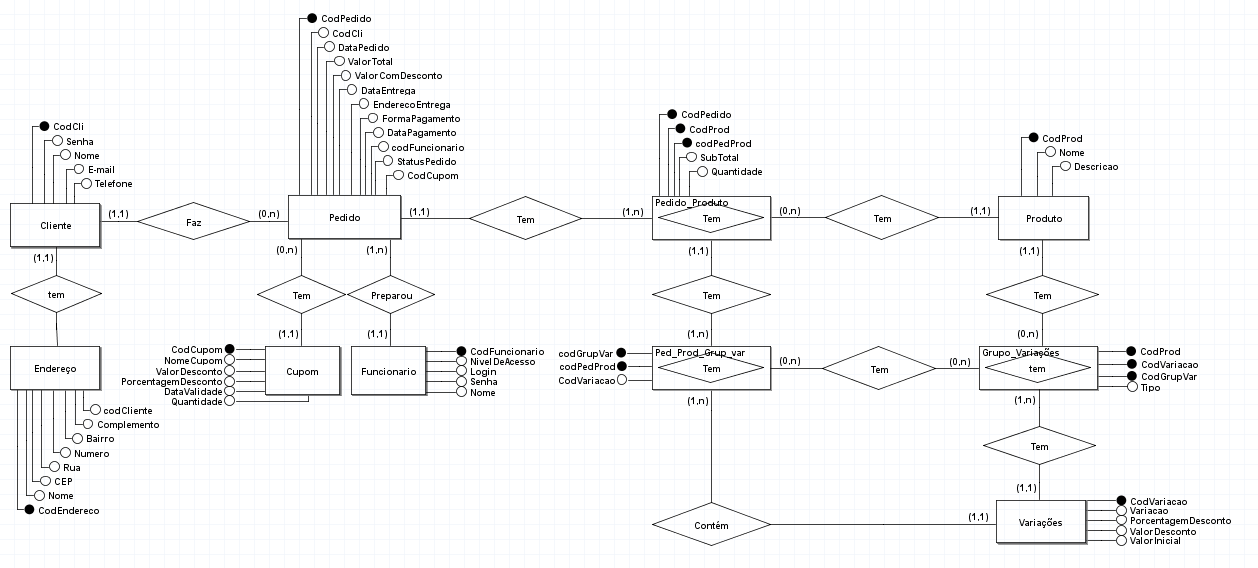 CodPedido
CodCli
DataPedido
ValorTotal
ValorComDesconto
DataEntrega
EnderecoEntrega
FormaPagamento
DataPagamento
codFuncionario
StatusPedido
CodCupom
CodCli
Senha
Nome
E-mail
Telefone
CodPedido
CodProd
codPedProd
SubTotal
Quantidade
CodProd
Nome
Descricao
Cliente
(1,1)
Faz
(0,n)
Pedido
(1,1)
Tem
(1,n)
Pedido_Produto
Tem
(0,n)
Tem
(1,1)
Produto
(1,1)
tem
(0,n)
Tem
(1,1)
(1,n)
Preparou
(1,1)
(1,1)
Tem
(1,n)
(1,1)
Tem
(0,n)
Endereço
codCliente
Complemento
Bairro
Numero
Rua
CEP
Nome
CodEndereco
CodCupom
NomeCupom
ValorDesconto
PorcentagemDesconto
DataValidade
Quantidade
Cupom
Funcionario
CodFuncionario
NivelDeAcesso
Login
Senha
Nome
codGrupVar
codPedProd
CodVariacao
Ped_Prod_Grup_var
Tem
(0,n)
Tem
(0,n)
Grupo_Variações
tem
CodProd
CodVariacao
CodGrupVar
Tipo
(1,n)
Contém
(1,1)
(1,n)
Tem
(1,1)
Variações
CodVariacao
Variacao
PorcentagemDesconto
ValorDesconto
ValorInicial